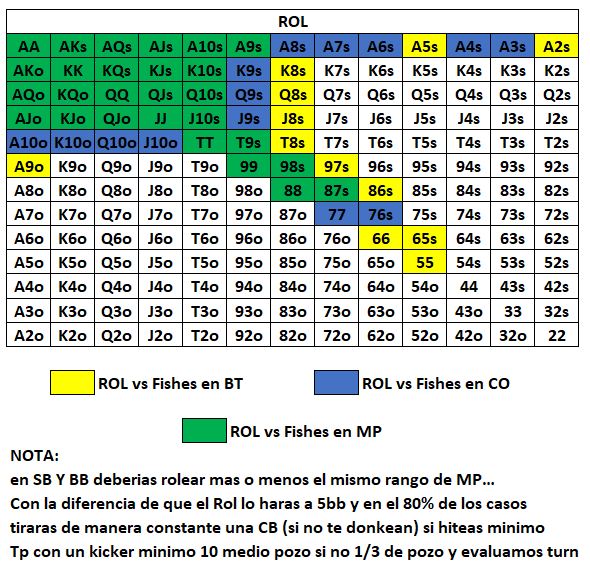 ROL
AA AKs AQs AJs A10s A9s A8s A7s A6s A5s A4s A3s A2s
AKo KK KQs KJs K10s K9s K8s K7s K6s K5s K4s K3s K2s
AQo KQo QQ QJs Q10s Q9s Q8s Q7s Q6s Q5s Q4s Q3s Q2s
AJo KJo QJo JJ J10s J9s J8s J7s J6s J5s J4s J3s J2s
A10o K10o Q10o J10o TT T9s T8s T7s T6s T5s T4s T3s T2s
A9o K9o Q9o J9o T9o 99 98s 97s 96s 95s 94s 93s 92s
A8o K8o Q8o J8o T8o 98o 88 87s 86s 85s 84s 83s 82s
A7o K7o Q7o J7o T7o 97o 87o 77 76s 75s 74s 73s 72s
A6o K6o Q6o J6o T6o 96o 86o 76o 66 65s 64s 63s 62s
A5o K5o Q5o J5o T5o 95o 85o 75o 65o 55 54s 53s 52s
A4o K4o Q4o J4o T4o 94o 84o 74o 64o 54o 44 43s 42s
A3o K3o Q3o J3o T3o 93o 83o 73o 63o 53o 43o 33 32s
A2o K2o Q2o J2o T2o 92o 82o 72o 62o 52o 42o 32o 22
ROL vs Fishes en BT ROL vs Fishes en CO
ROL vs Fishes en MP
NOTA:
en SB Y BB deberias rolear mas o menos el mismo rango de MP...
Con la diferencia de que el Rol lo haras a 5bb y en el 80% de los casos
tiraras de manera constante una CB (si no te donkean) si hiteas minimo
Tp con un kicker minimo 10 medio pozo si no 1/3 de pozo y evaluamos turn